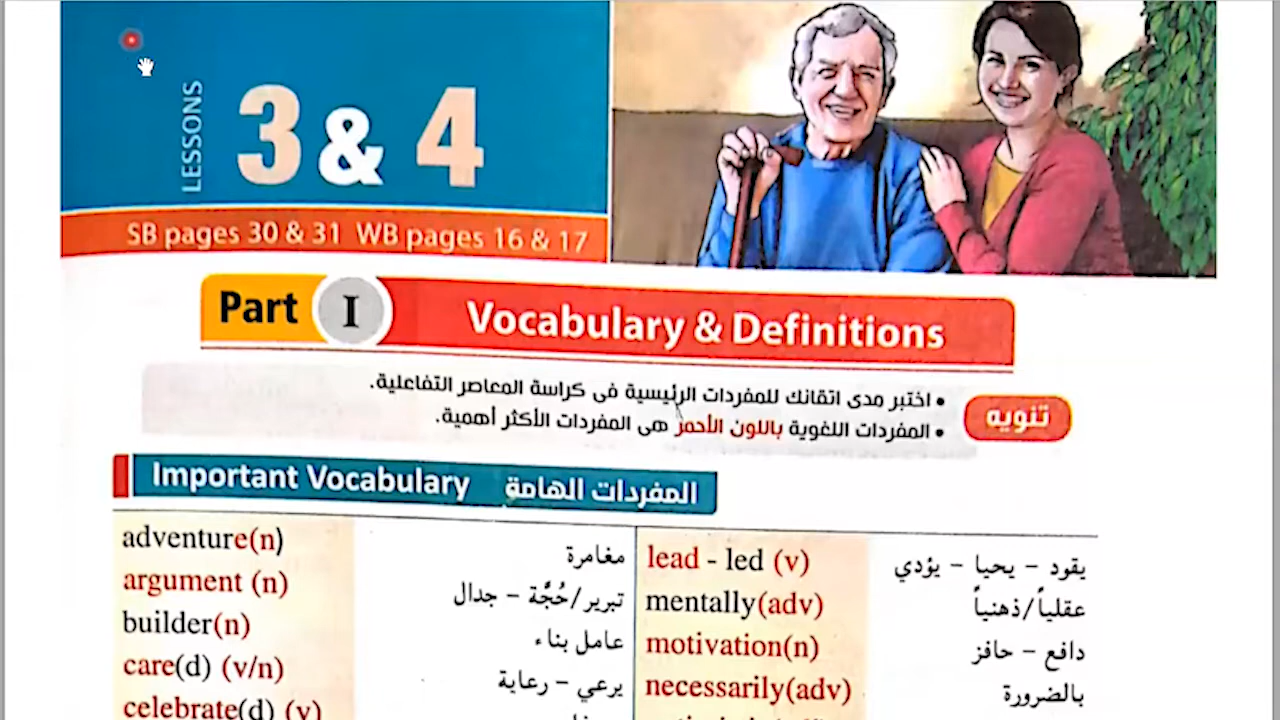 LESSONS
3 & 4
SB pages 30 & 31 WB pages 16 & 17
Part I Vocabulary & Definitions
تنويه
• اختبر مدى اتقانك للمفردات الرئيسية فى كراسة المعاصر التفاعلية.
• المفردات اللغوية باللون الأحمر هى المفردات الأكثر أهمية.
Important Vocabulary المفردات الهامة
adventure(n) مغامرة
argument (n) تبرير/حُجَّة – جدال
builder(n) عامل بناء
care(d) (v/n) يرعي – رعاية
celebrate(d) (v)
lead - led (v) يقود – يحيا – يؤدي
mentally(adv) عقلياً/ذهنياً
motivation(n) دافع – حافز
necessarily(adv) بالضرورة